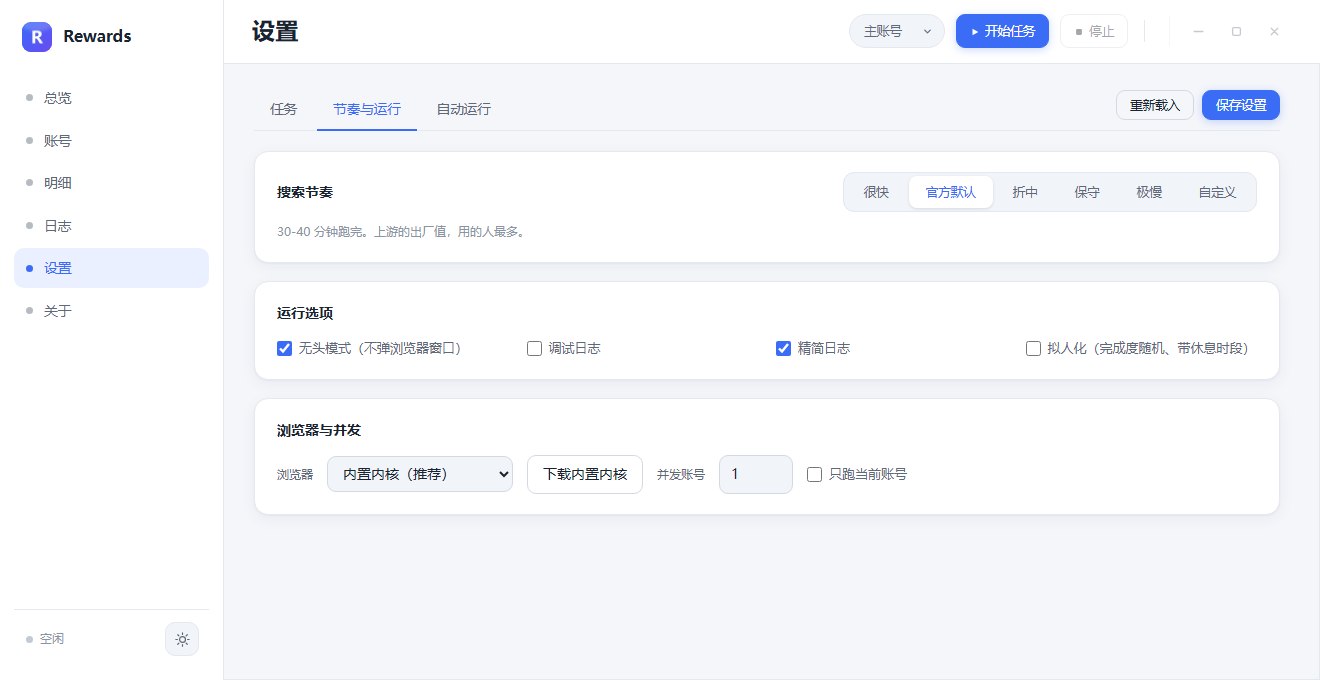 R Rewards
总览
账号
明细
日志
设置
关于
空闲
设置
主账号 开始任务 停止
任务 节奏与运行 自动运行 重新载入 保存设置
搜索节奏 很快 官方默认 折中 保守 极慢 自定义
30-40 分钟跑完。上游的出厂值，用的人最多。
运行选项
无头模式（不弹浏览器窗口） 调试日志 精简日志 拟人化（完成度随机、带休息时段）
浏览器与并发
浏览器 内置内核（推荐） 下载内置内核 并发账号 1 只跑当前账号